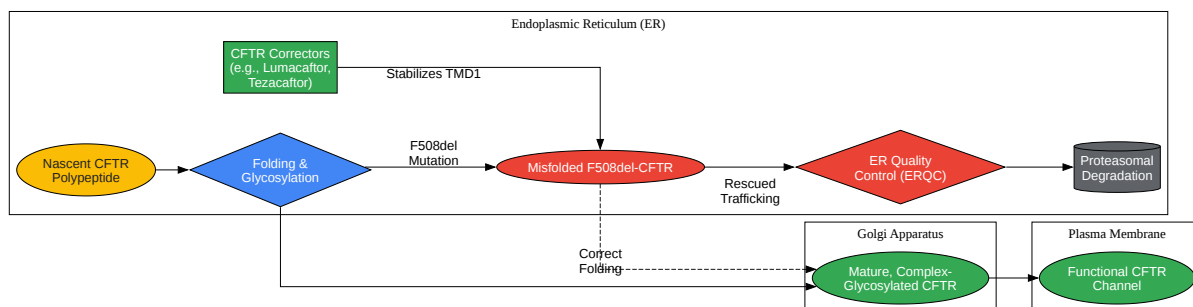 Endoplasmic Reticulum (ER)
CFTR Correctors
(e.g., Lumacaftor,
Tezacaftor)
Stabilizes TMD1
Nascent CFTR
Polypeptide
Folding &
Glycosylation
F508del
Mutation
Misfolded F508del-CFTR
Rescued
Trafficking
ER Quality
Control (ERQC)
Proteasomal
Degradation
Correct
Folding
Golgi Apparatus
Mature, Complex-
Glycosylated CFTR
Plasma Membrane
Functional CFTR
Channel